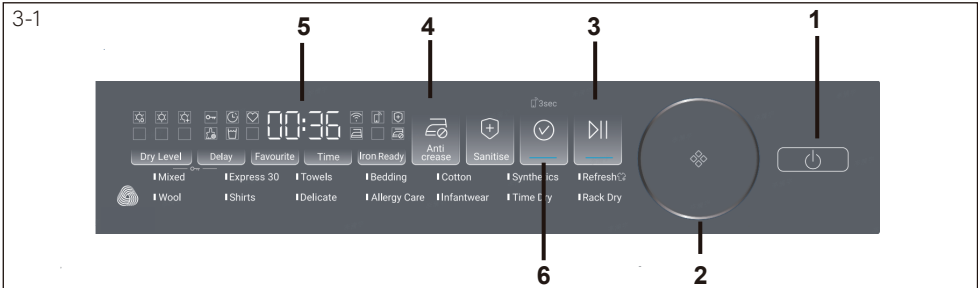 3-1
5
4
3
1
3sec
00:36
Dry Level
Delay
Favourite
Time
Iron Ready
Anti
crease
Sanitise
Mixed
Express 30
Towels
Bedding
Cotton
Synthetics
Refresh
Wool
Shirts
Delicate
Allergy Care
Infantwear
Time Dry
Rack Dry
6
2